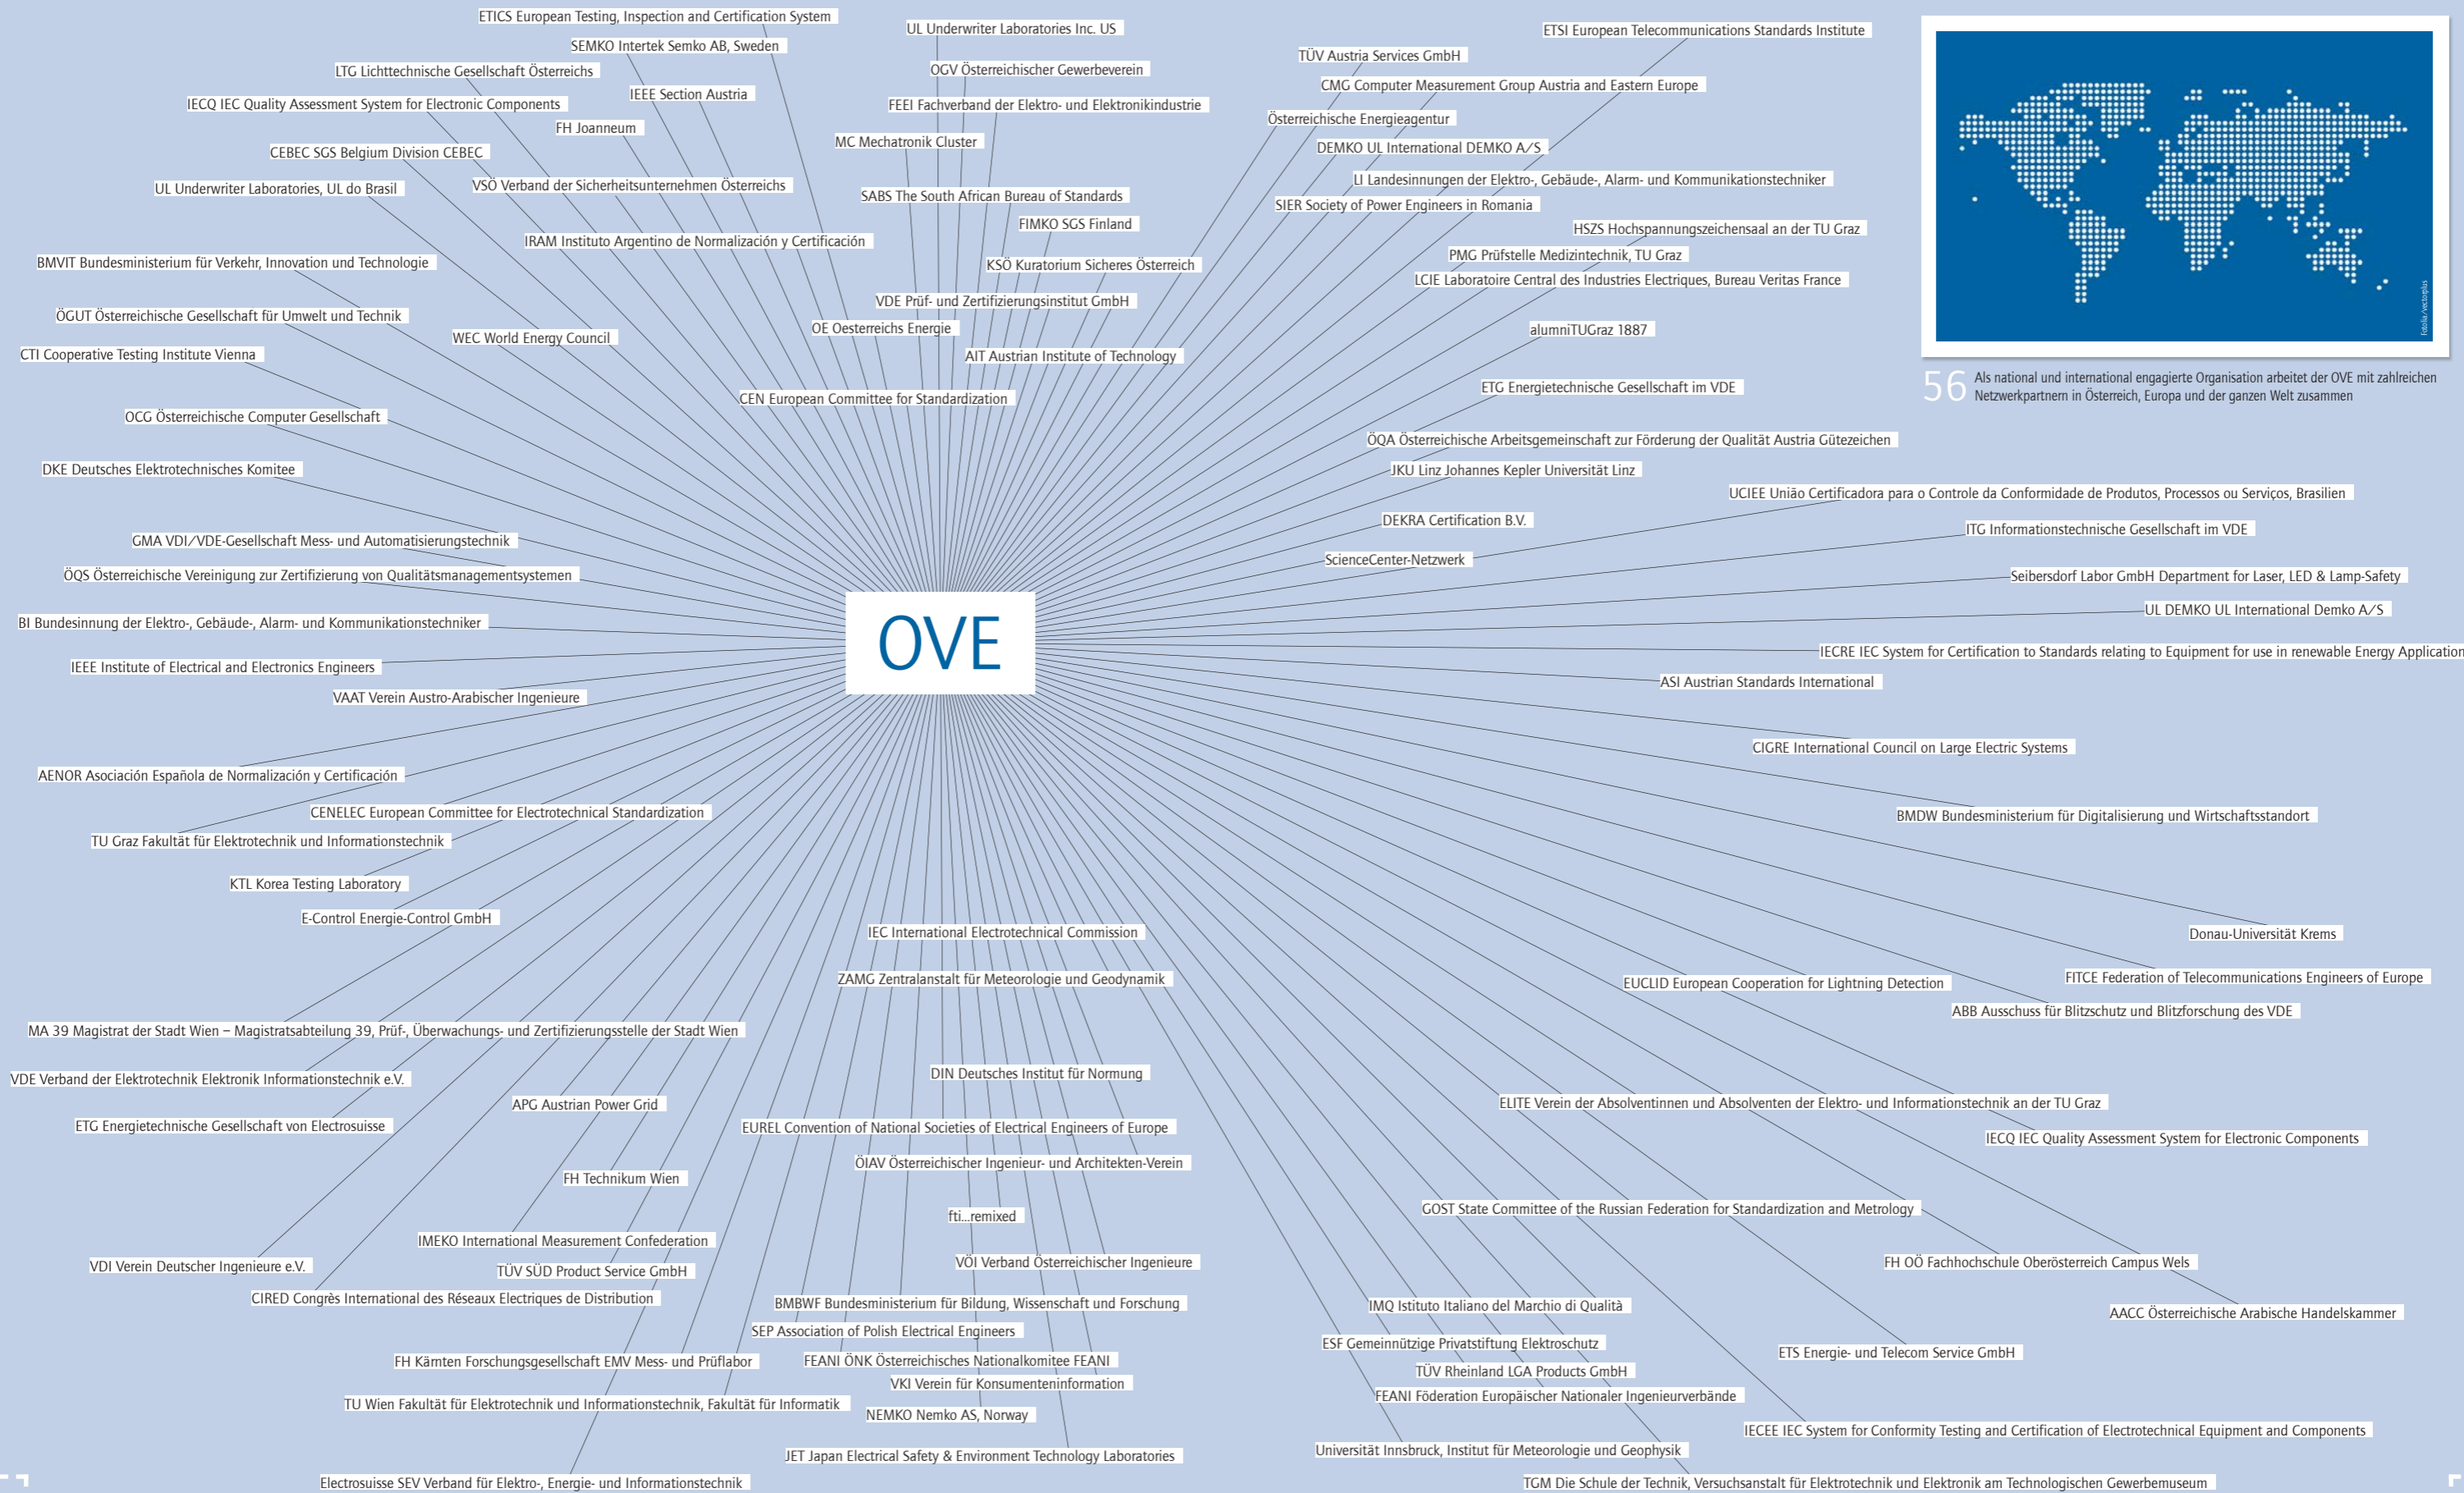 ETICS European Testing, Inspection and Certification System
UL Underwriter Laboratories Inc. US
ETSI European Telecommunications Standards Institute
SEMKO Intertek Semko AB, Sweden
TÜV Austria Services GmbH
LTG Lichttechnische Gesellschaft Österreichs
OGV Österreichischer Gewerbeverein
CMG Computer Measurement Group Austria and Eastern Europe
IEEE Section Austria
IECQ IEC Quality Assessment System for Electronic Components
FEEI Fachverband der Elektro- und Elektronikindustrie
Österreichische Energieagentur
FH Joanneum
MC Mechatronik Cluster
DEMKO UL International DEMKO A/S
CEBEC SGS Belgium Division CEBEC
LI Landesinnungen der Elektro-, Gebäude-, Alarm- und Kommunikationstechniker
UL Underwriter Laboratories, UL do Brasil
VSÖ Verband der Sicherheitsunternehmen Österreichs
SABS The South African Bureau of Standards
SIER Society of Power Engineers in Romania
FIMKO SGS Finland
HSZS Hochspannungszeichensaal an der TU Graz
IRAM Instituto Argentino de Normalización y Certificación
PMG Prüfstelle Medizintechnik, TU Graz
BMVIT Bundesministerium für Verkehr, Innovation und Technologie
KSÖ Kuratorium Sicheres Österreich
LCIE Laboratoire Central des Industries Electriques, Bureau Veritas France
VDE Prüf- und Zertifizierungsinstitut GmbH
ÖGUT Österreichische Gesellschaft für Umwelt und Technik
OE Oesterreichs Energie
alumniTUGraz 1887
WEC World Energy Council
CTI Cooperative Testing Institute Vienna
AIT Austrian Institute of Technology
Fotolia/vectorplus
56
Als national und international engagierte Organisation arbeitet der OVE mit zahlreichen
Netzwerkpartnern in Österreich, Europa und der ganzen Welt zusammen
ETG Energietechnische Gesellschaft im VDE
CEN European Committee for Standardization
OCG Österreichische Computer Gesellschaft
ÖQA Österreichische Arbeitsgemeinschaft zur Förderung der Qualität Austria Gütezeichen
DKE Deutsches Elektrotechnisches Komitee
JKU Linz Johannes Kepler Universität Linz
UCIEE União Certificadora para o Controle da Conformidade de Produtos, Processos ou Serviços, Brasilien
DEKRA Certification B.V.
ITG Informationstechnische Gesellschaft im VDE
GMA VDI/VDE-Gesellschaft Mess- und Automatisierungstechnik
ScienceCenter-Netzwerk
ÖQS Österreichische Vereinigung zur Zertifizierung von Qualitätsmanagementsystemen
Seibersdorf Labor GmbH Department for Laser, LED & Lamp-Safety
UL DEMKO UL International Demko A/S
BI Bundesinnung der Elektro-, Gebäude-, Alarm- und Kommunikationstechniker
OVE
IECRE IEC System for Certification to Standards relating to Equipment for use in renewable Energy Application
IEEE Institute of Electrical and Electronics Engineers
ASI Austrian Standards International
VAAT Verein Austro-Arabischer Ingenieure
CIGRE International Council on Large Electric Systems
AENOR Asociación Española de Normalización y Certificación
CENELEC European Committee for Electrotechnical Standardization
BMDW Bundesministerium für Digitalisierung und Wirtschaftsstandort
TU Graz Fakultät für Elektrotechnik und Informationstechnik
KTL Korea Testing Laboratory
E-Control Energie-Control GmbH
IEC International Electrotechnical Commission
Donau-Universität Krems
ZAMG Zentralanstalt für Meteorologie und Geodynamik
FITCE Federation of Telecommunications Engineers of Europe
EUCLID European Cooperation for Lightning Detection
ABB Ausschuss für Blitzschutz und Blitzforschung des VDE
MA 39 Magistrat der Stadt Wien – Magistratsabteilung 39, Prüf-, Überwachungs- und Zertifizierungsstelle der Stadt Wien
DIN Deutsches Institut für Normung
VDE Verband der Elektrotechnik Elektronik Informationstechnik e.V.
APG Austrian Power Grid
ELITE Verein der Absolventinnen und Absolventen der Elektro- und Informationstechnik an der TU Graz
ETG Energietechnische Gesellschaft von Electrosuisse
EUREL Convention of National Societies of Electrical Engineers of Europe
IECQ IEC Quality Assessment System for Electronic Components
ÖIAV Österreichischer Ingenieur- und Architekten-Verein
FH Technikum Wien
fti...remixed
GOST State Committee of the Russian Federation for Standardization and Metrology
IMEKO International Measurement Confederation
VDI Verein Deutscher Ingenieure e.V.
VÖI Verband Österreichischer Ingenieure
FH OÖ Fachhochschule Oberösterreich Campus Wels
TÜV SÜD Product Service GmbH
CIRED Congrès International des Réseaux Electriques de Distribution
BMBWF Bundesministerium für Bildung, Wissenschaft und Forschung
IMQ Istituto Italiano del Marchio di Qualità
AACC Österreichische Arabische Handelskammer
SEP Association of Polish Electrical Engineers
ESF Gemeinnützige Privatstiftung Elektroschutz
ETS Energie- und Telecom Service GmbH
FH Kärnten Forschungsgesellschaft EMV Mess- und Prüflabor
FEANI ÖNK Österreichisches Nationalkomitee FEANI
TÜV Rheinland LGA Products GmbH
VKI Verein für Konsumenteninformation
FEANI Föderation Europäischer Nationaler Ingenieurverbände
TU Wien Fakultät für Elektrotechnik und Informationstechnik, Fakultät für Informatik
NEMKO Nemko AS, Norway
IECEE IEC System for Conformity Testing and Certification of Electrotechnical Equipment and Components
Universität Innsbruck, Institut für Meteorologie und Geophysik
JET Japan Electrical Safety & Environment Technology Laboratories
Electrosuisse SEV Verband für Elektro-, Energie- und Informationstechnik
TGM Die Schule der Technik, Versuchsanstalt für Elektrotechnik und Elektronik am Technologischen Gewerbemuseum